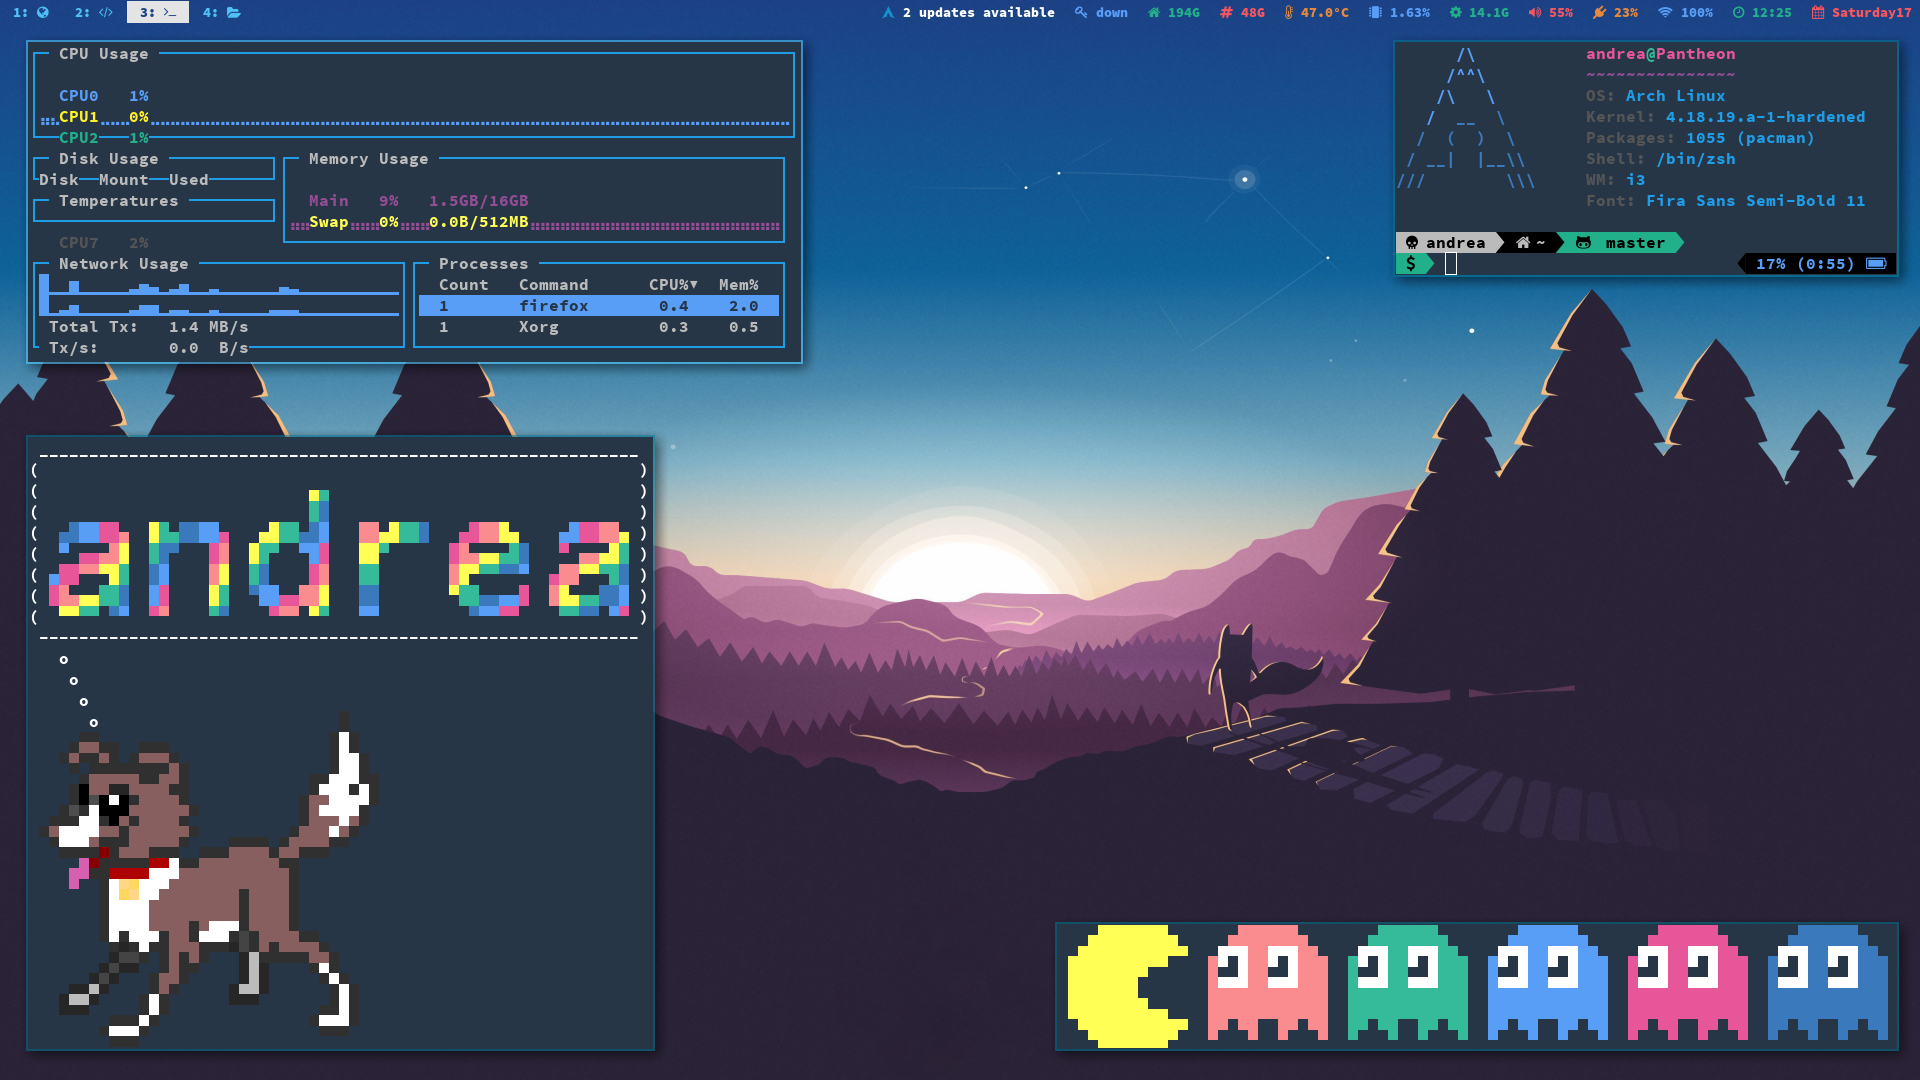 1: 2: 3: 4: 2 updates available down 194G 48G 47.0°C 1.63% 14.1G 55% 23% 100% 12:25 Saturday17
CPU Usage
CPU0 1%
CPU1 0%
CPU2 1%
Disk Usage
Disk Mount Used
Temperatures
CPU7 2%
Memory Usage
Main 9% 1.5GB/16GB
Swap 0% 0.0B/512MB
Network Usage
Total Tx: 1.4 MB/s
Tx/s: 0.0 B/s
Processes
Count Command CPU%▼ Mem%
1 firefox 0.4 2.0
1 Xorg 0.3 0.5
andrea@Pantheon
~~~~~~~~~~~~~~~
OS: Arch Linux
Kernel: 4.18.19.a-1-hardened
Packages: 1055 (pacman)
Shell: /bin/zsh
WM: i3
Font: Fira Sans Semi-Bold 11
andrea ~ master
$ 17% (0:55)
andrea